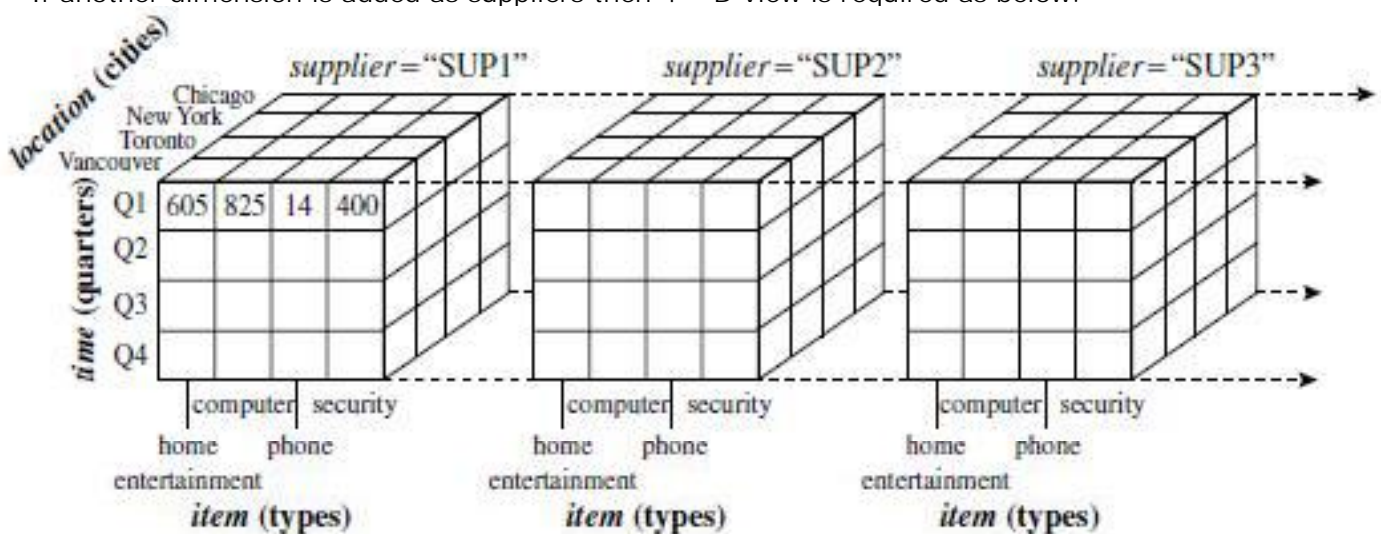 If another dimension is added as suppliers then 4 – D view is required as below:
supplier = “SUP1” supplier = “SUP2” supplier = “SUP3”
location (cities)
Chicago
New York
Toronto
Vancouver
time (quarters)
Q1 605 825 14 400
Q2
Q3
Q4
computer security computer security computer security
home phone home phone home phone
entertainment entertainment entertainment
item (types) item (types) item (types)